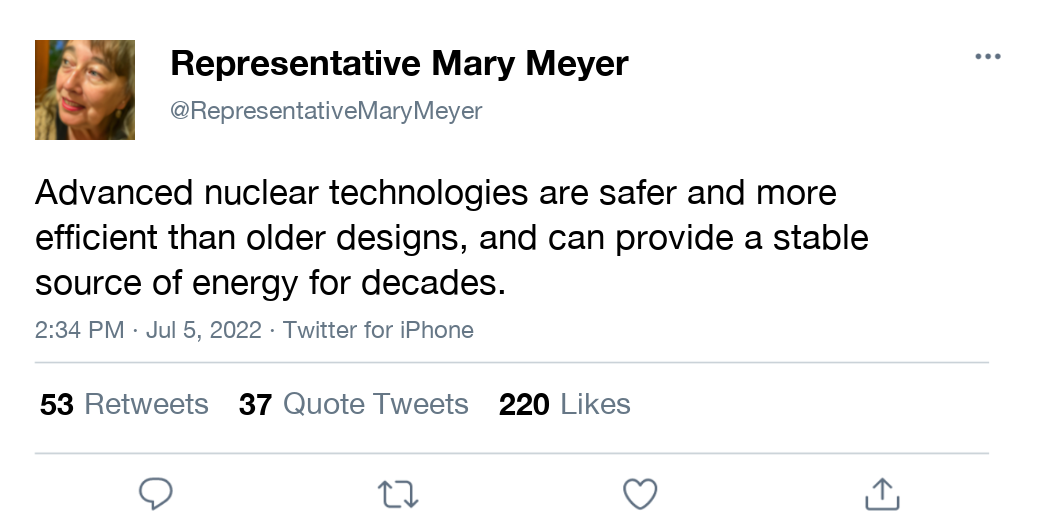 Representative Mary Meyer
@RepresentativeMaryMeyer
Advanced nuclear technologies are safer and more
efficient than older designs, and can provide a stable
source of energy for decades.
2:34 PM · Jul 5, 2022 · Twitter for iPhone
53 Retweets 37 Quote Tweets 220 Likes